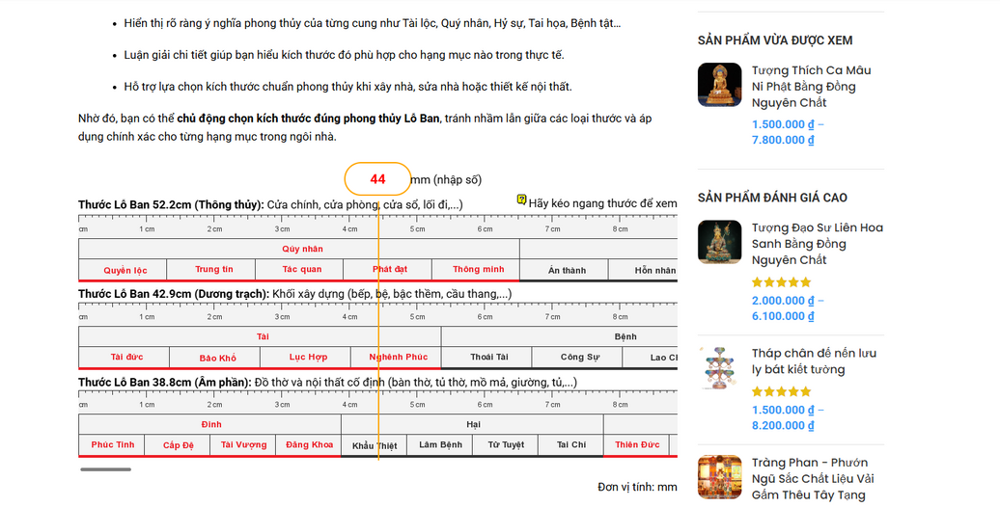 Hiển thị rõ ràng ý nghĩa phong thủy của từng cung như Tài lộc, Quý nhân, Hỷ sự, Tai họa, Bệnh tật…
Luận giải chi tiết giúp bạn hiểu kích thước đó phù hợp cho hạng mục nào trong thực tế.
Hỗ trợ lựa chọn kích thước chuẩn phong thủy khi xây nhà, sửa nhà hoặc thiết kế nội thất.
Nhờ đó, bạn có thể chủ động chọn kích thước đúng phong thủy Lỗ Ban, tránh nhầm lẫn giữa các loại thước và áp
dụng chính xác cho từng hạng mục trong ngôi nhà.
44 mm (nhập số)
Thước Lỗ Ban 52.2cm (Thông thủy): Cửa chính, cửa phòng, cửa sổ, lối đi,...)
Hãy kéo ngang thước để xem
cm 1 cm 2 cm 3 cm 4 cm 5 cm 6 cm 7 cm 8 cm
Qúy nhân
Quyền lộc Trung tín Tác quan Phát đạt Thông minh Án thành Hỗn nhân
Thước Lỗ Ban 42.9cm (Dương trạch): Khối xây dựng (bếp, bệ, bậc thềm, cầu thang,...)
cm 1 cm 2 cm 3 cm 4 cm 5 cm 6 cm 7 cm 8 cm
Tài Bệnh
Tài đức Bảo Khố Lục Hợp Nghênh Phúc Thoái Tài Công Sự Lao
Thước Lỗ Ban 38.8cm (Âm phần): Đồ thờ và nội thất cố định (bàn thờ, tủ thờ, mồ mả, giường, tủ,...)
cm 1 cm 2 cm 3 cm 4 cm 5 cm 6 cm 7 cm 8 cm
Đinh Hại
Phúc Tinh Cấp Đệ Tài Vượng Đăng Khoa Khẩu Thiệt Lâm Bệnh Tử Tuyệt Tai Chí Thiên Đức
Đơn vị tính: mm
SẢN PHẨM VỪA ĐƯỢC XEM
Tượng Thích Ca Mâu
Ni Phật Bằng Đồng
Nguyên Chất
1.500.000 ₫ –
7.800.000 ₫
SẢN PHẨM ĐÁNH GIÁ CAO
Tượng Đạo Sư Liên Hoa
Sanh Bằng Đồng
Nguyên Chất
2.000.000 ₫ –
6.100.000 ₫
Tháp chân đế nến lưu
ly bát kiết tường
1.500.000 ₫ –
8.200.000 ₫
Tràng Phan - Phướn
Ngũ Sắc Chất Liệu Vải
Gấm Thêu Tây Tạng